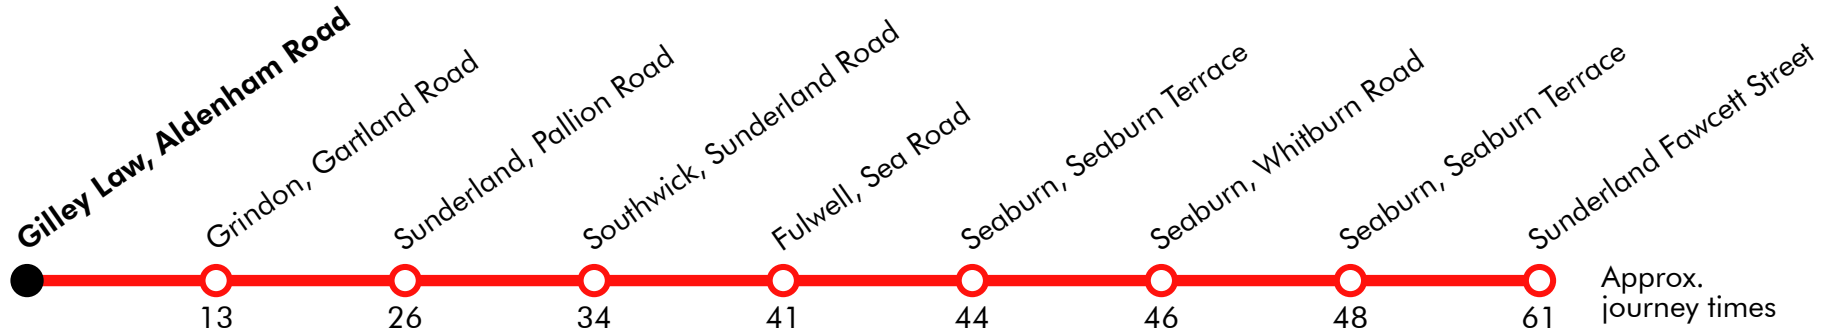 Gilley Law, Aldenham Road
Grindon, Gartland Road
Sunderland, Pallion Road
Southwick, Sunderland Road
Fulwell, Sea Road
Seaburn, Seaburn Terrace
Seaburn, Whitburn Road
Seaburn, Seaburn Terrace
Sunderland Fawcett Street
13
26
34
41
44
46
48
61
Approx.
journey times